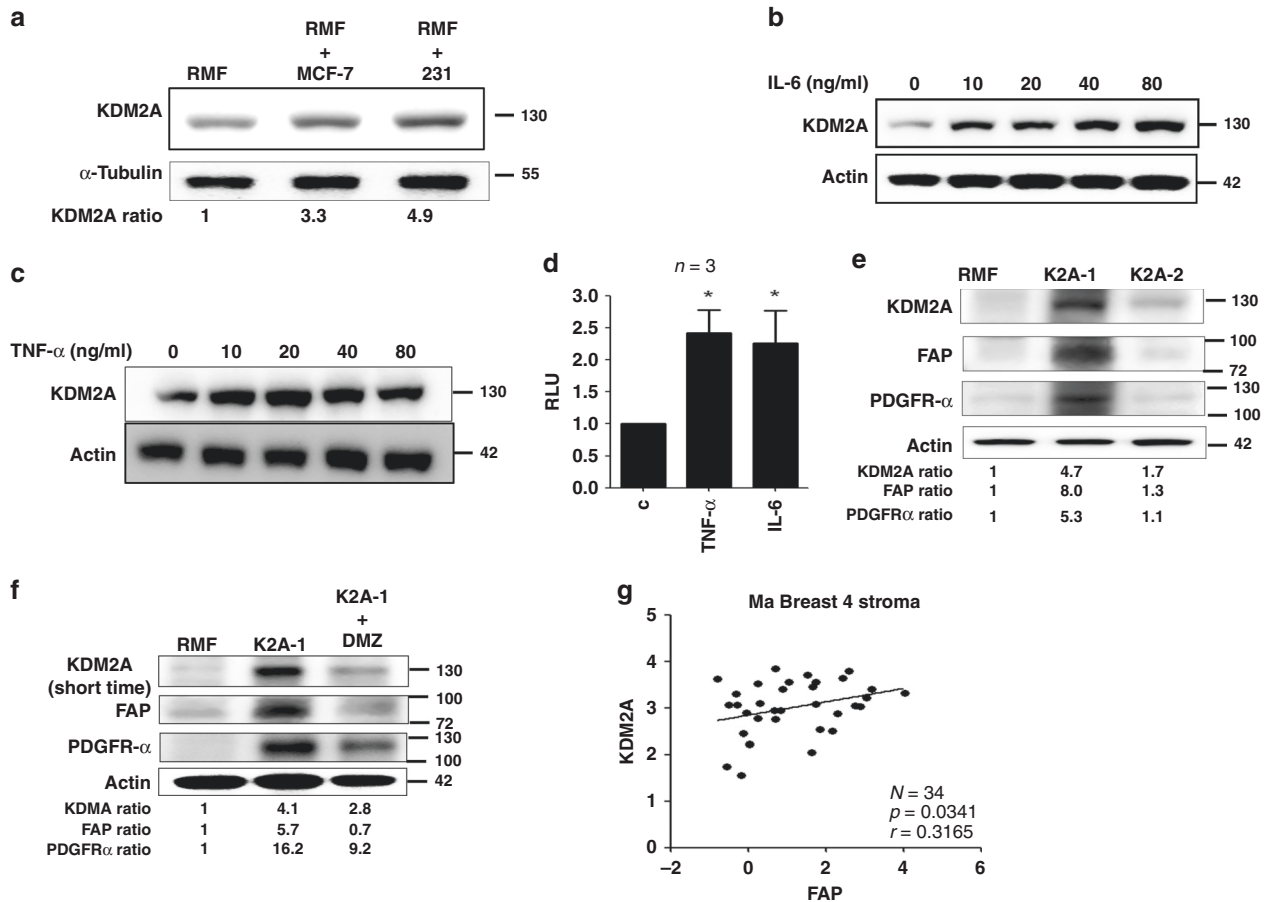 a
RMF
RMF
+
MCF-7
RMF
+
231
KDM2A
130
α-Tubulin
55
KDM2A ratio 1 3.3 4.9
b
IL-6 (ng/ml) 0 10 20 40 80
KDM2A
130
Actin
42
c
TNF-α (ng/ml) 0 10 20 40 80
KDM2A
130
Actin
42
d
n = 3
RLU
3.0
2.5
2.0
1.5
1.0
0.5
0.0
* *
c
TNF-α
IL-6
e
RMF K2A-1 K2A-2
KDM2A
130
FAP
100
72
PDGFR-α
130
100
Actin
42
KDM2A ratio 1 4.7 1.7
FAP ratio 1 8.0 1.3
PDGFRα ratio 1 5.3 1.1
f
RMF
K2A-1
K2A-1
+
DMZ
KDM2A
(short time)
130
FAP
100
72
PDGFR-α
130
100
Actin
42
KDMA ratio 1 4.1 2.8
FAP ratio 1 5.7 0.7
PDGFRα ratio 1 16.2 9.2
g
Ma Breast 4 stroma
KDM2A
5
4
3
2
1
0
N = 34
p = 0.0341
r = 0.3165
−2 0 2 4 6
FAP